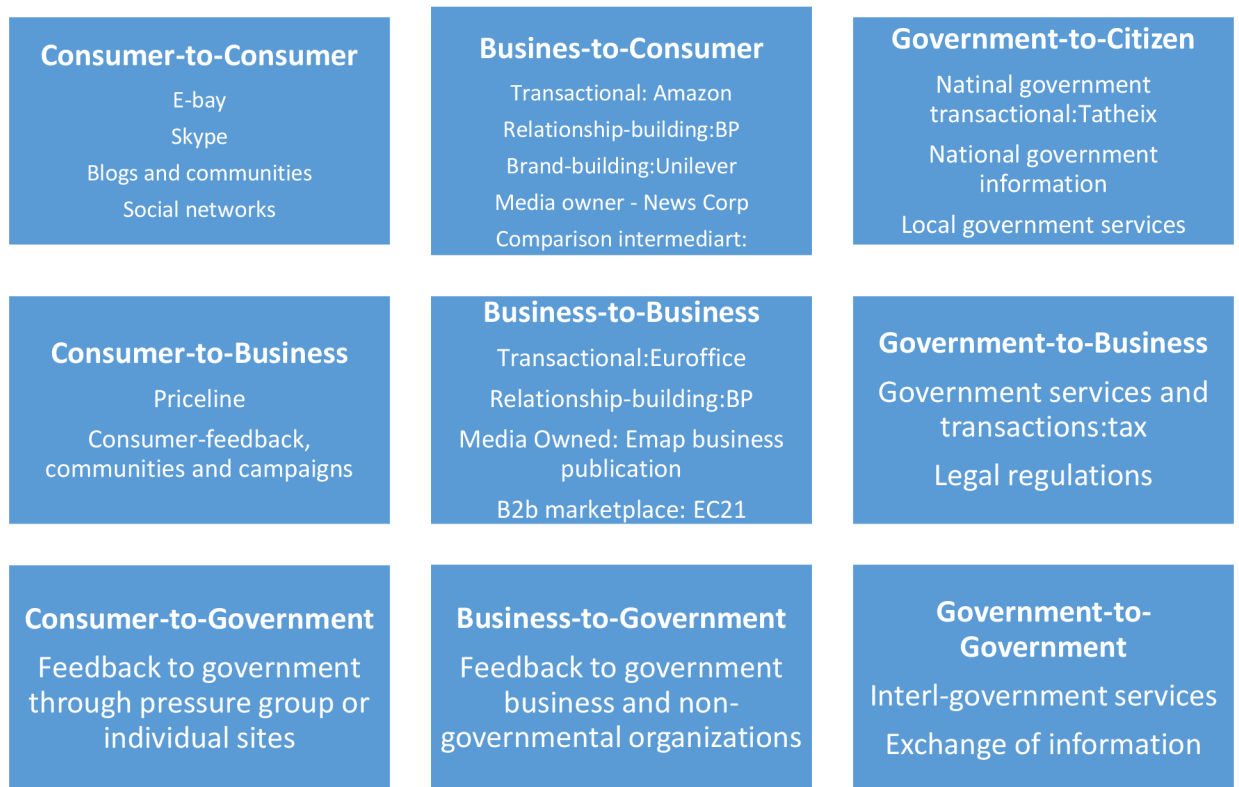 Consumer-to-Consumer
E-bay
Skype
Blogs and communities
Social networks
Busines-to-Consumer
Transactional: Amazon
Relationship-building:BP
Brand-building:Unilever
Media owner - News Corp
Comparison intermediart:
Government-to-Citizen
Natinal government
transactional:Tatheix
National government
information
Local government services
Consumer-to-Business
Priceline
Consumer-feedback,
communities and campaigns
Business-to-Business
Transactional:Euroffice
Relationship-building:BP
Media Owned: Emap business
publication
B2b marketplace: EC21
Government-to-Business
Government services and
transactions:tax
Legal regulations
Consumer-to-Government
Feedback to government
through pressure group or
individual sites
Business-to-Government
Feedback to government
business and non-
governmental organizations
Government-to-
Government
Interl-government services
Exchange of information